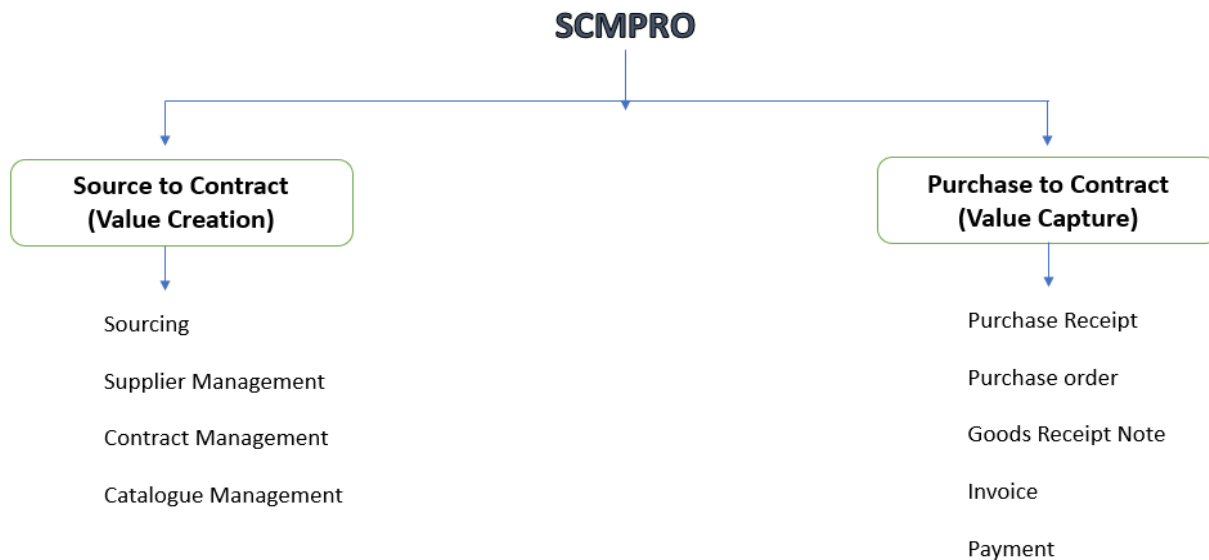 SCMPRO
Source to Contract
(Value Creation)
Sourcing
Supplier Management
Contract Management
Catalogue Management
Purchase to Contract
(Value Capture)
Purchase Receipt
Purchase order
Goods Receipt Note
Invoice
Payment